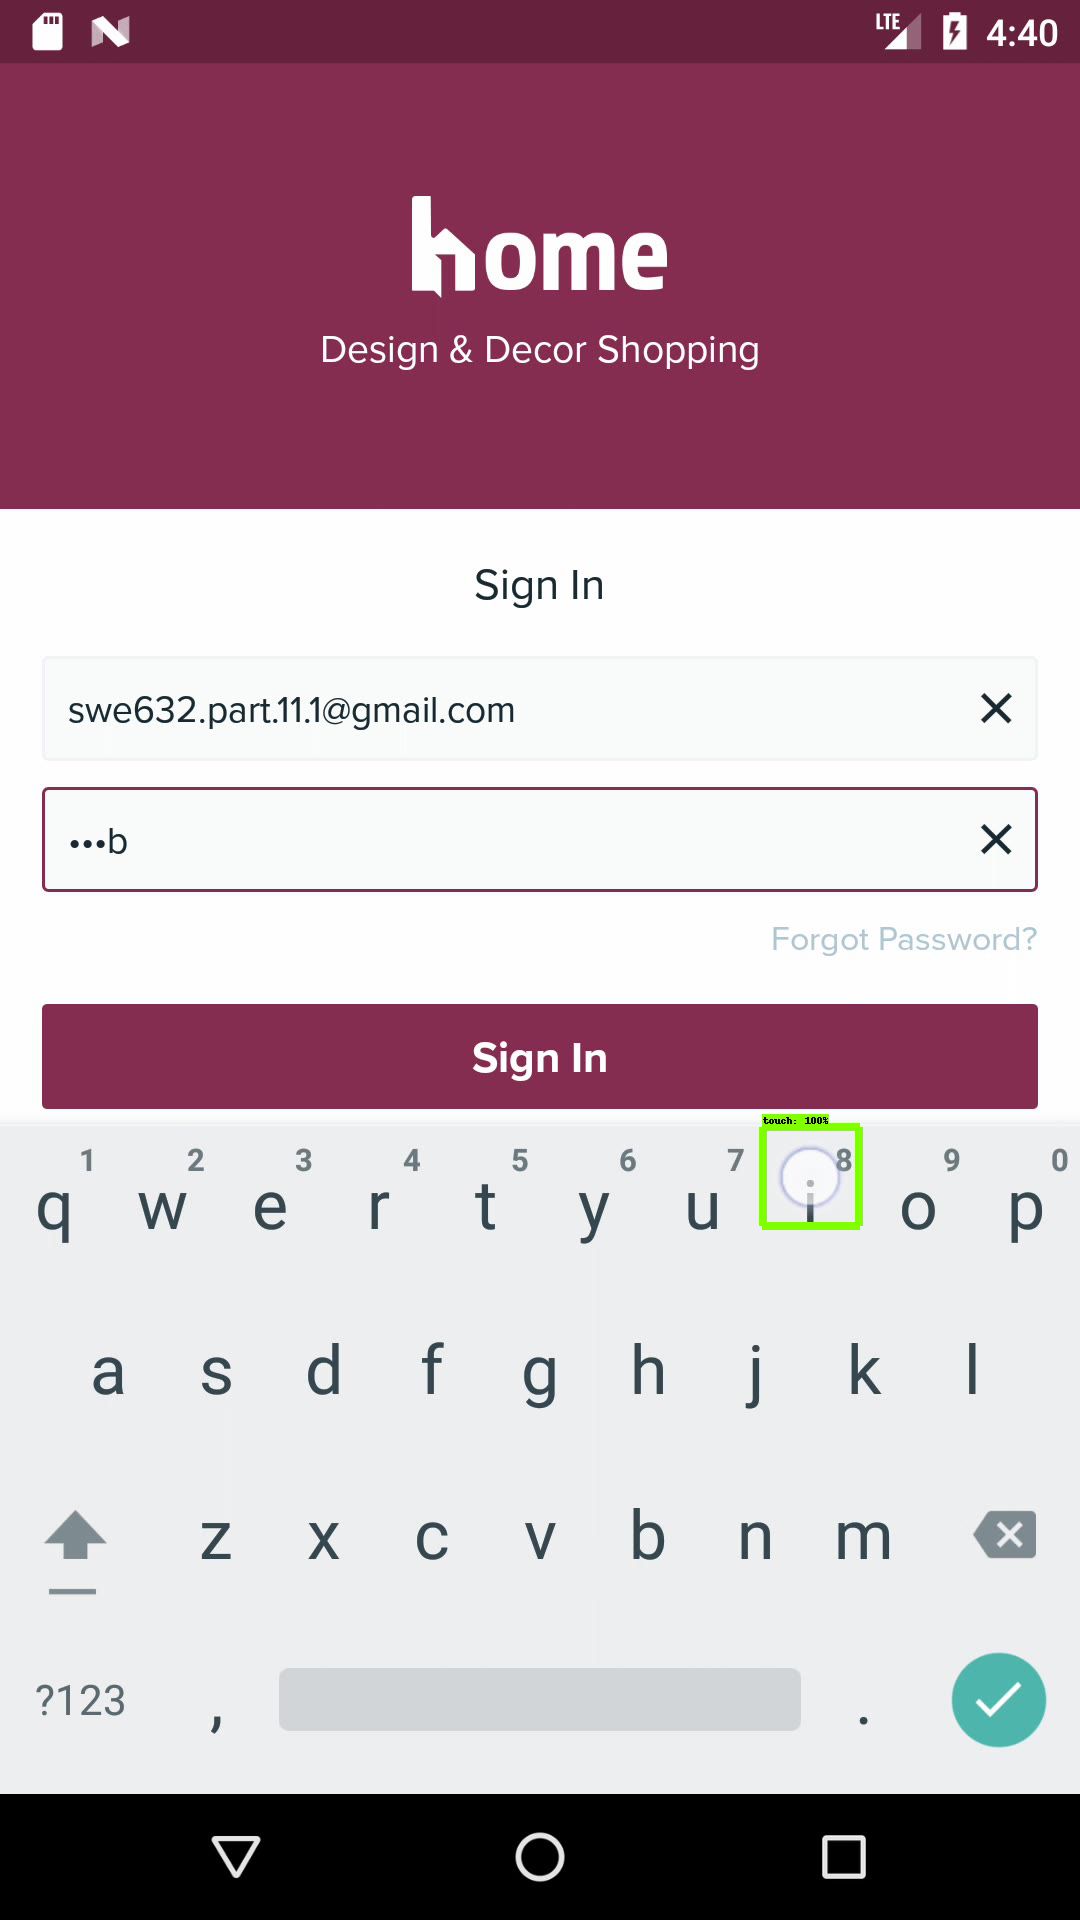 LTE 4:40
home
Design & Decor Shopping
Sign In
swe632.part.11.1@gmail.com
•••b
Forgot Password?
Sign In
touch: 100%
1 2 3 4 5 6 7 8 9 0
q w e r t y u i o p
a s d f g h j k l
z x c v b n m
?123 , .